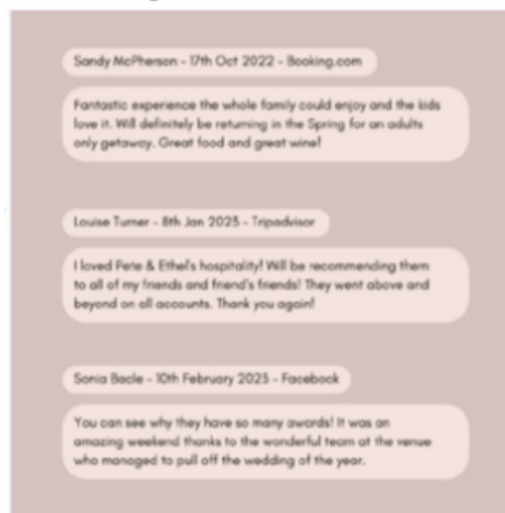 Sandy McPherson - 17th Oct 2022 - Booking.com
Fantastic experience the whole family could enjoy and the kids
love it. Will definitely be returning in the Spring for an adults
only getaway. Great food and great wine!
Louise Turner - 8th Jan 2023 - Tripadvisor
I loved Pete & Ethel's hospitality! Will be recommending them
to all of my friends and friend's friends! They went above and
beyond on all accounts. Thank you again!
Sonia Bacle - 10th February 2023 - Facebook
You can see why they have so many awards! It was an
amazing weekend thanks to the wonderful team at the venue
who managed to pull off the wedding of the year.